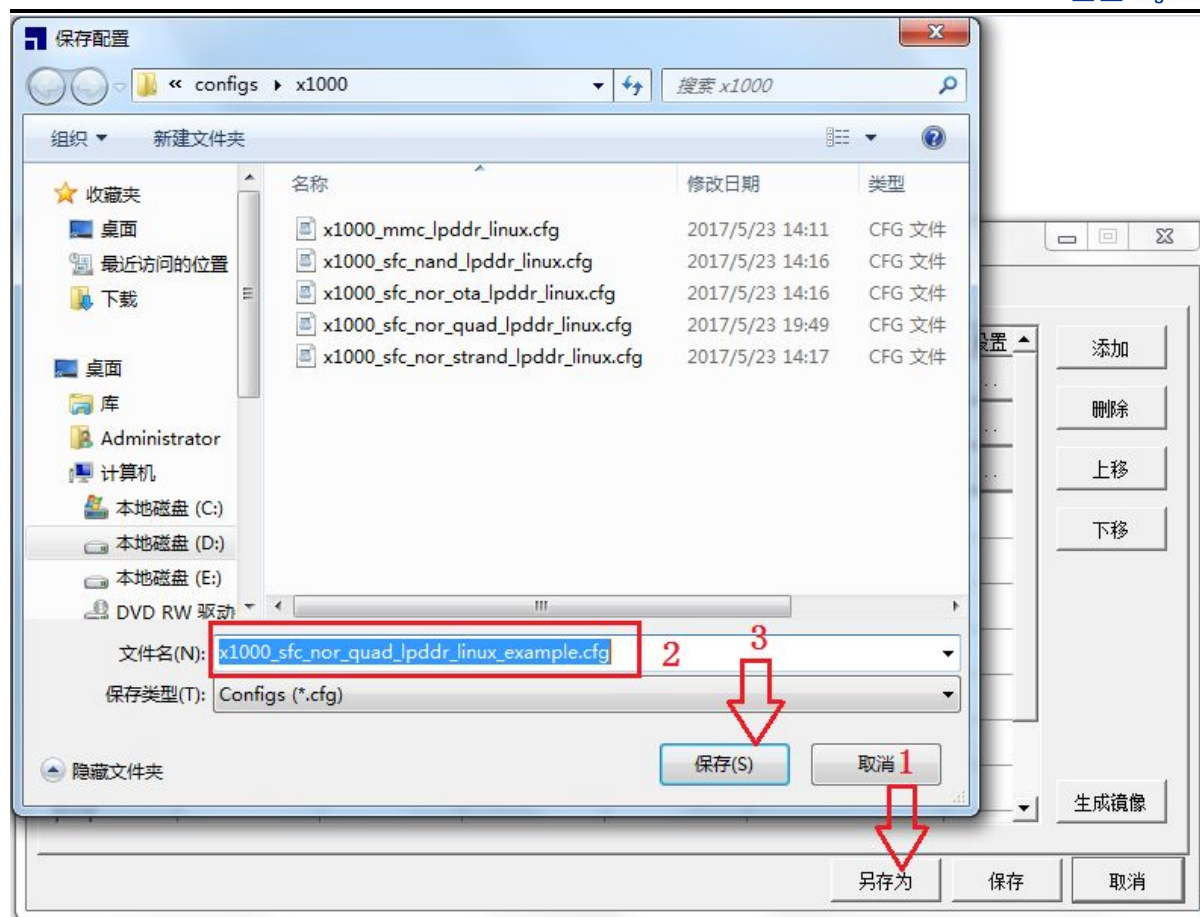 保存配置
« configs ▸ x1000
搜索 x1000
组织
新建文件夹
名称 修改日期 类型
收藏夹
桌面
最近访问的位置
下载
桌面
库
Administrator
计算机
本地磁盘 (C:)
本地磁盘 (D:)
本地磁盘 (E:)
DVD RW 驱动
x1000_mmc_lpddr_linux.cfg 2017/5/23 14:11 CFG 文件
x1000_sfc_nand_lpddr_linux.cfg 2017/5/23 14:16 CFG 文件
x1000_sfc_nor_ota_lpddr_linux.cfg 2017/5/23 14:16 CFG 文件
x1000_sfc_nor_quad_lpddr_linux.cfg 2017/5/23 19:49 CFG 文件
x1000_sfc_nor_strand_lpddr_linux.cfg 2017/5/23 14:17 CFG 文件
文件名(N): x1000_sfc_nor_quad_lpddr_linux_example.cfg
2
3
保存类型(T): Configs (*.cfg)
隐藏文件夹
保存(S)
取消
1
置
添加
删除
上移
下移
生成镜像
另存为
保存
取消